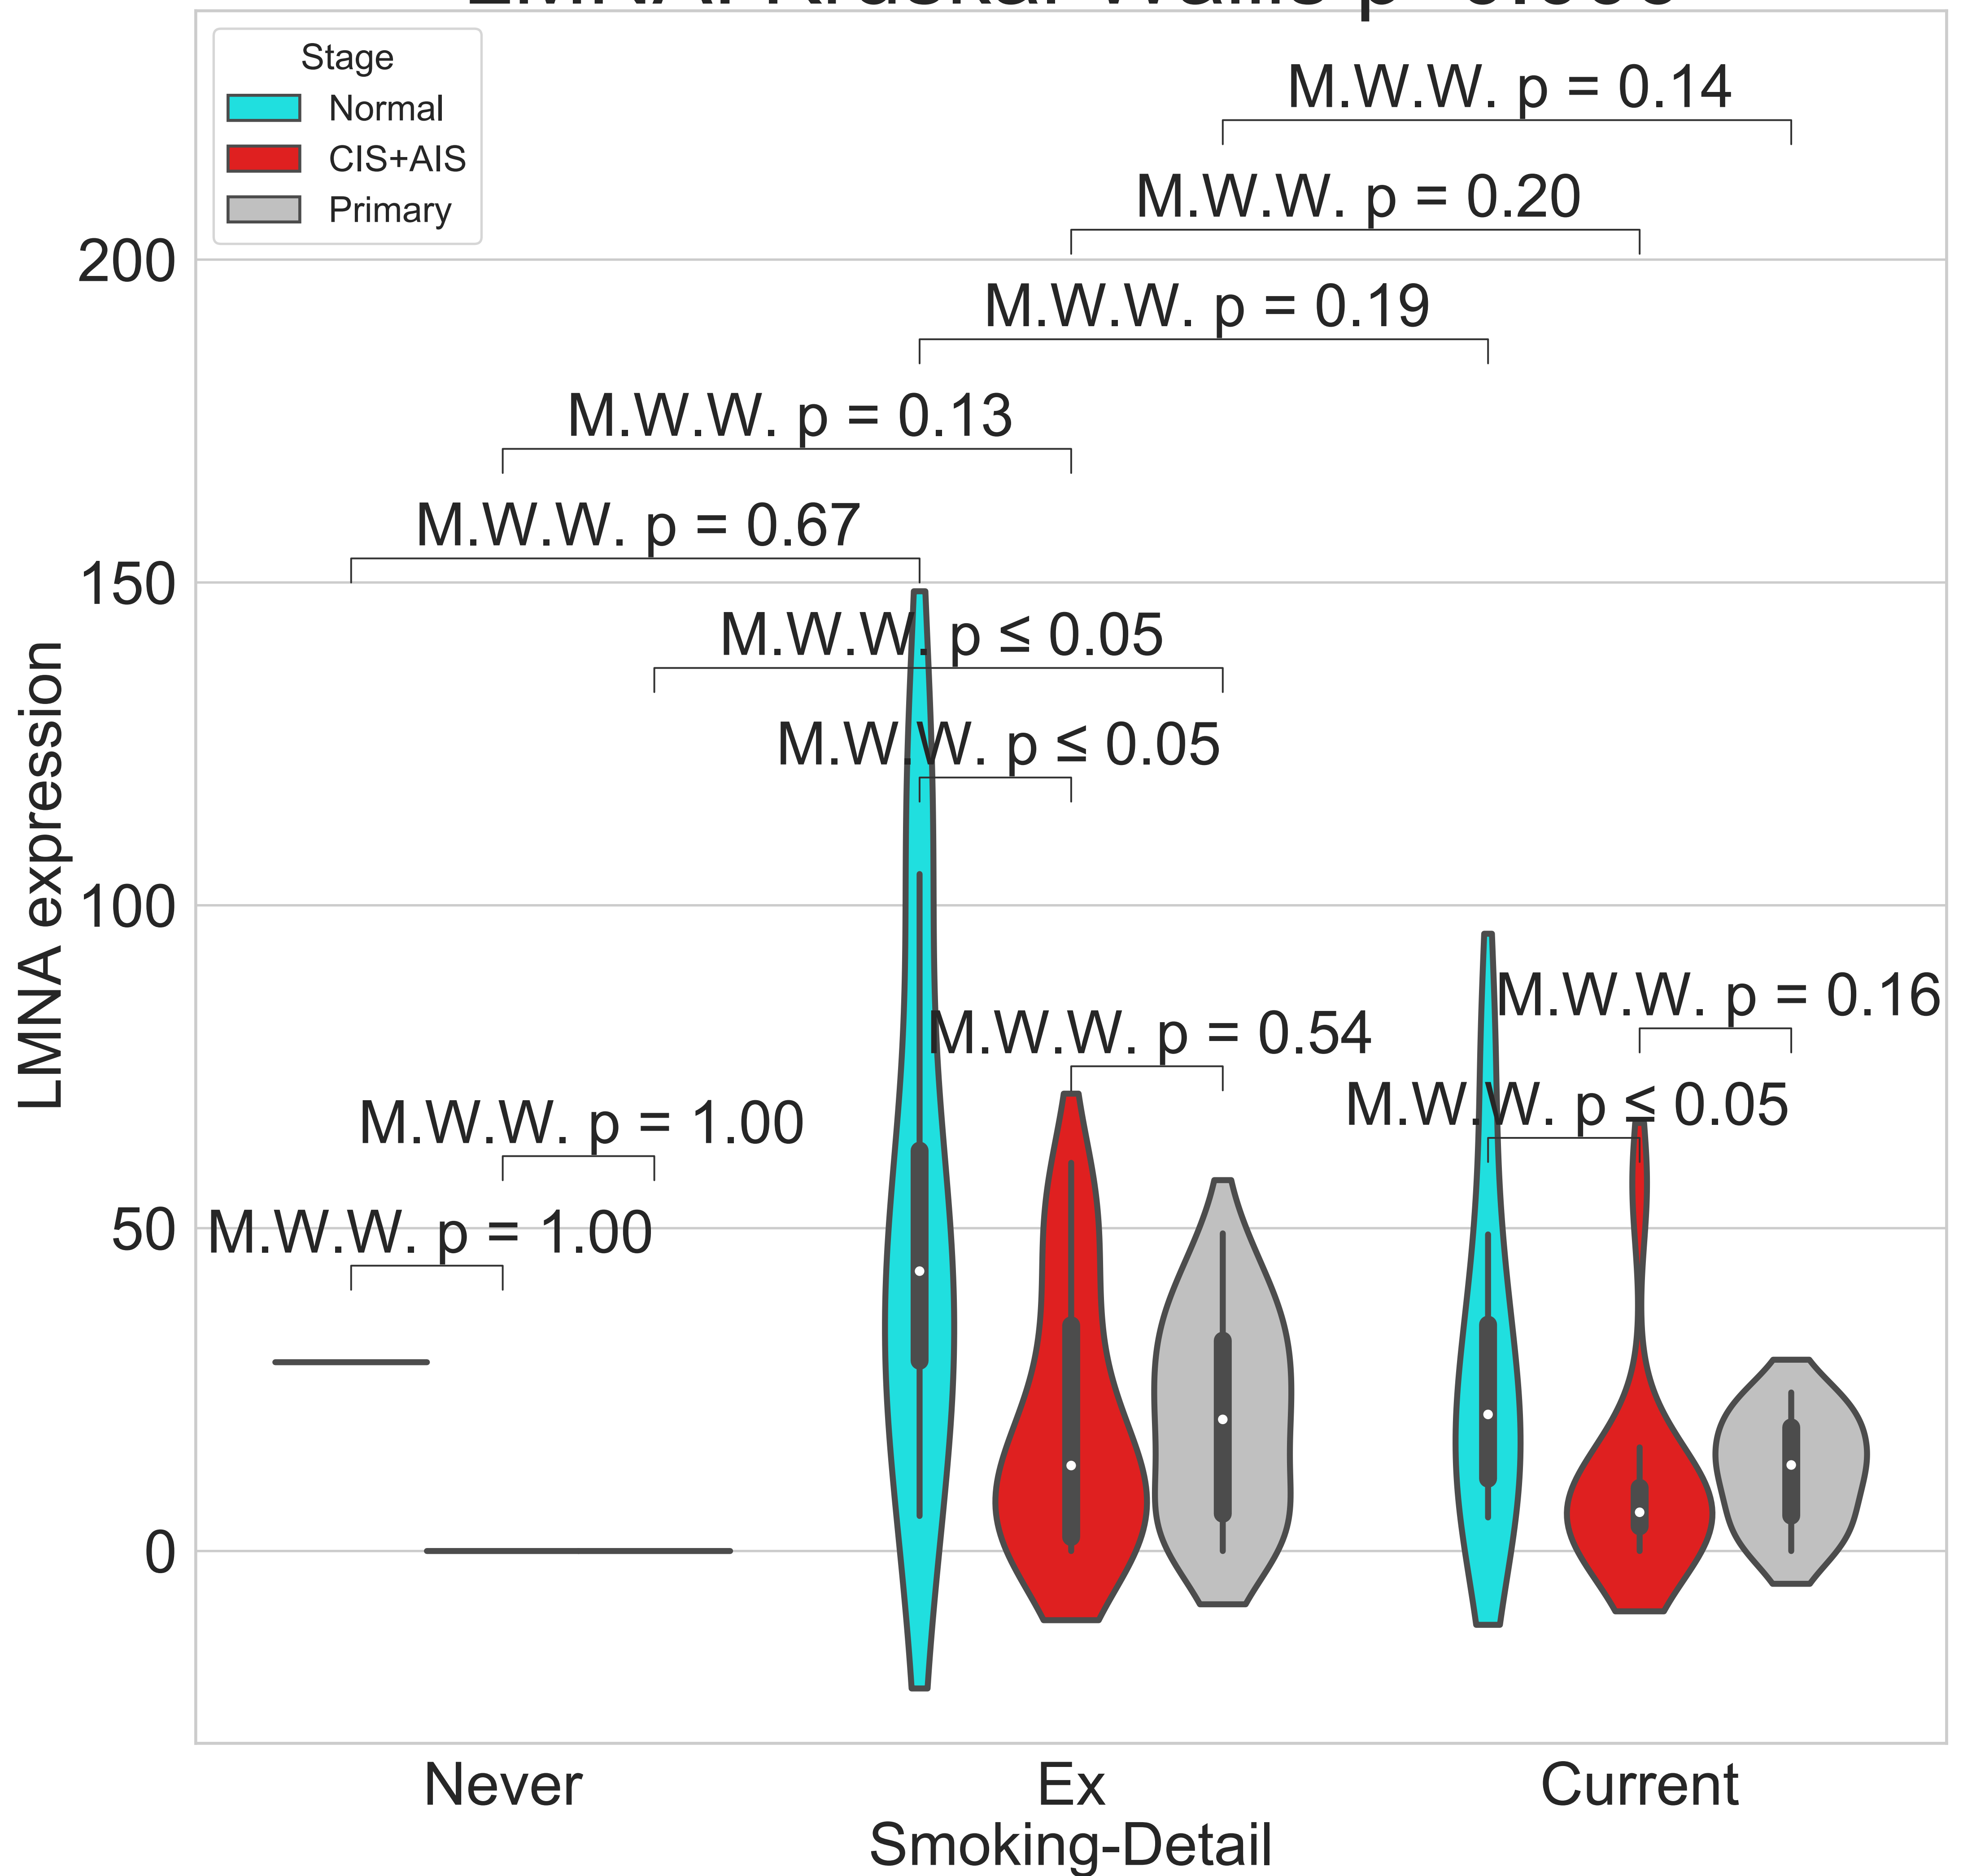 Stage
Normal
CIS+AIS
Primary
M.W.W. p = 0.14
M.W.W. p = 0.20
M.W.W. p = 0.19
M.W.W. p = 0.13
M.W.W. p = 0.67
M.W.W. p ≤ 0.05
M.W.W. p ≤ 0.05
M.W.W. p = 0.16
M.W.W. p = 0.54
M.W.W. p ≤ 0.05
M.W.W. p = 1.00
M.W.W. p = 1.00
LMNA expression
200
150
100
50
0
Never
Ex
Current
Smoking-Detail